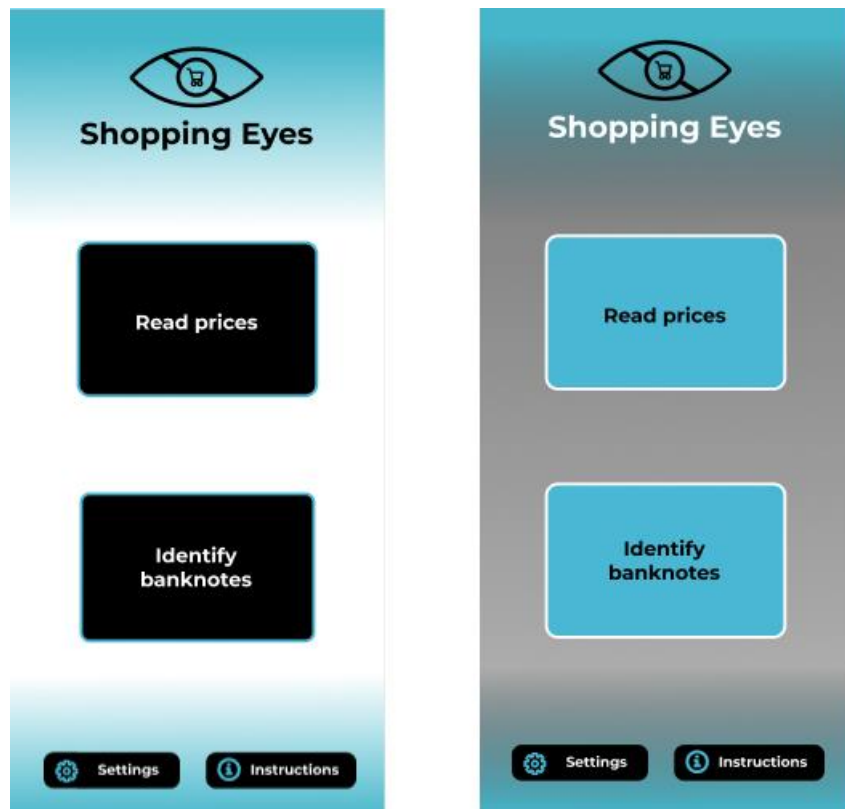 Shopping Eyes
Read prices
Identify
banknotes
Settings
Instructions
Shopping Eyes
Read prices
Identify
banknotes
Settings
Instructions